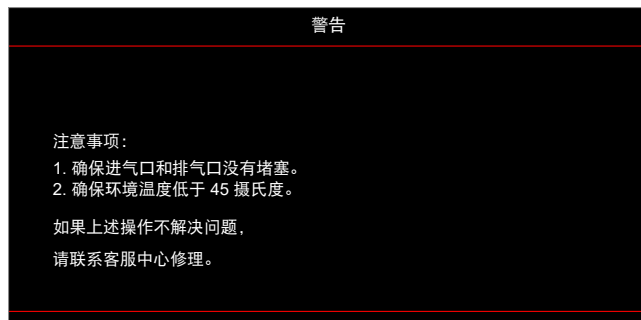 警告
注意事项：
1. 确保进气口和排气口没有堵塞。
2. 确保环境温度低于 45 摄氏度。
如果上述操作不解决问题，
请联系客服中心修理。